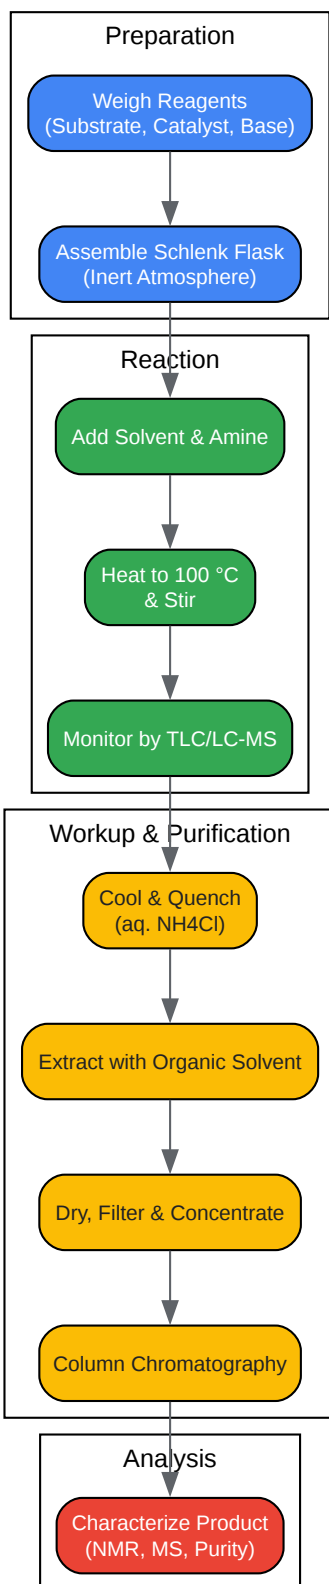 Preparation
Weigh Reagents
(Substrate, Catalyst, Base)
Assemble Schlenk Flask
(Inert Atmosphere)
Reaction
Add Solvent & Amine
Heat to 100 °C
& Stir
Monitor by TLC/LC-MS
Workup & Purification
Cool & Quench
(aq. NH4Cl)
Extract with Organic Solvent
Dry, Filter & Concentrate
Column Chromatography
Analysis
Characterize Product
(NMR, MS, Purity)